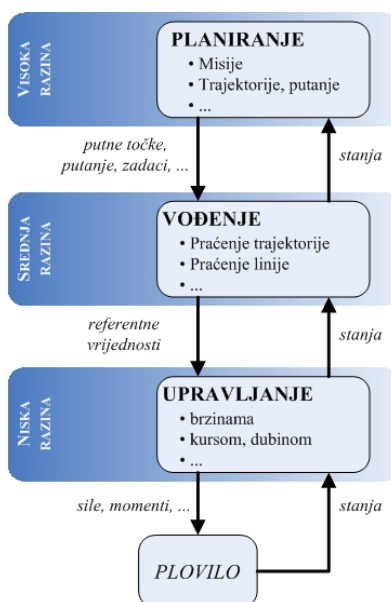 VISOKA
RAZINA
PLANIRANJE
• Misije
• Trajektorije, putanje
• ...
putne točke,
putanje, zadaci, ...
stanja
SREDNJA
RAZINA
VOĐENJE
• Praćenje trajektorije
• Praćenje linije
• ...
referentne
vrijednosti
stanja
NISKA
RAZINA
UPRAVLJANJE
• brzinama
• kursom, dubinom
• ...
sile, momenti, ...
stanja
PLOVILO